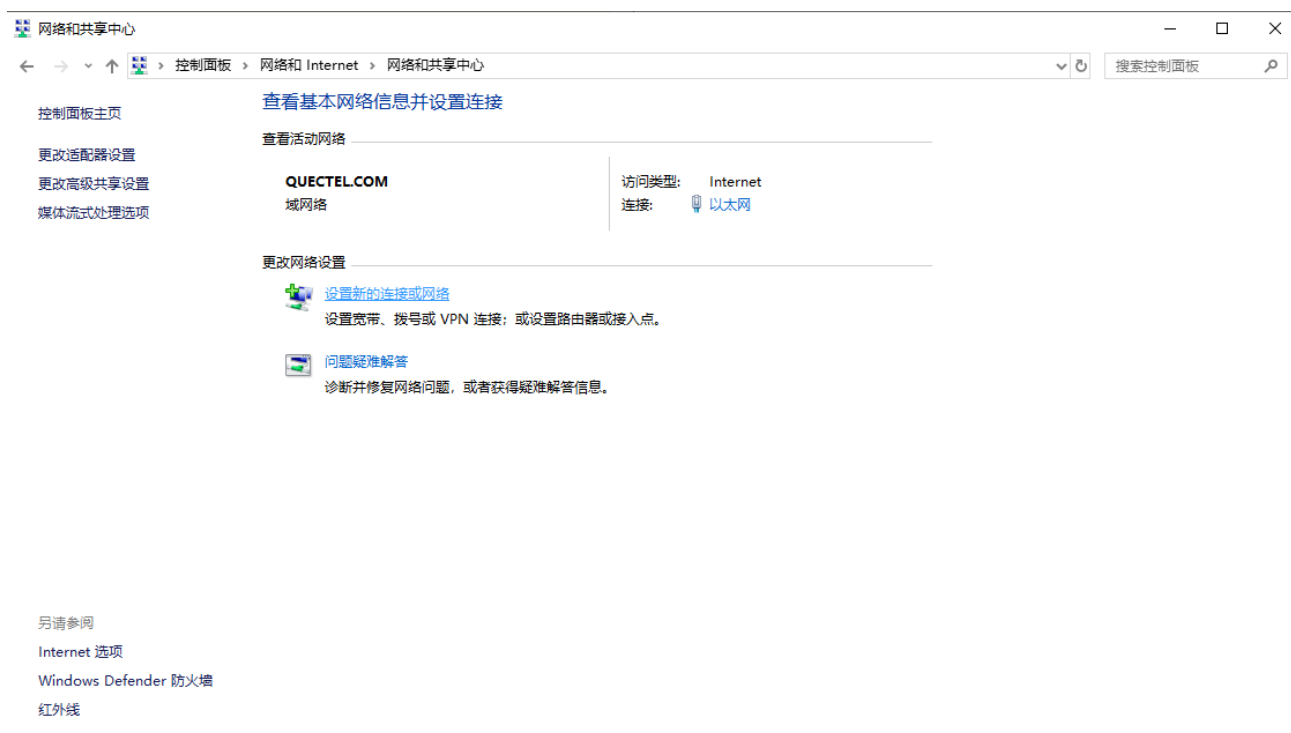 网络和共享中心
控制面板 › 网络和 Internet › 网络和共享中心
搜索控制面板
控制面板主页
更改适配器设置
更改高级共享设置
媒体流式处理选项
查看基本网络信息并设置连接
查看活动网络
QUECTEL.COM
域网络
访问类型: Internet
连接: 以太网
更改网络设置
设置新的连接或网络
设置宽带、拨号或 VPN 连接；或设置路由器或接入点。
问题疑难解答
诊断并修复网络问题，或者获得疑难解答信息。
另请参阅
Internet 选项
Windows Defender 防火墙
红外线